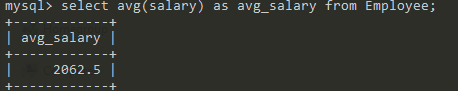 mysql> select avg(salary) as avg_salary from Employee;
+------------+
| avg_salary |
+------------+
|     2062.5 |
+------------+